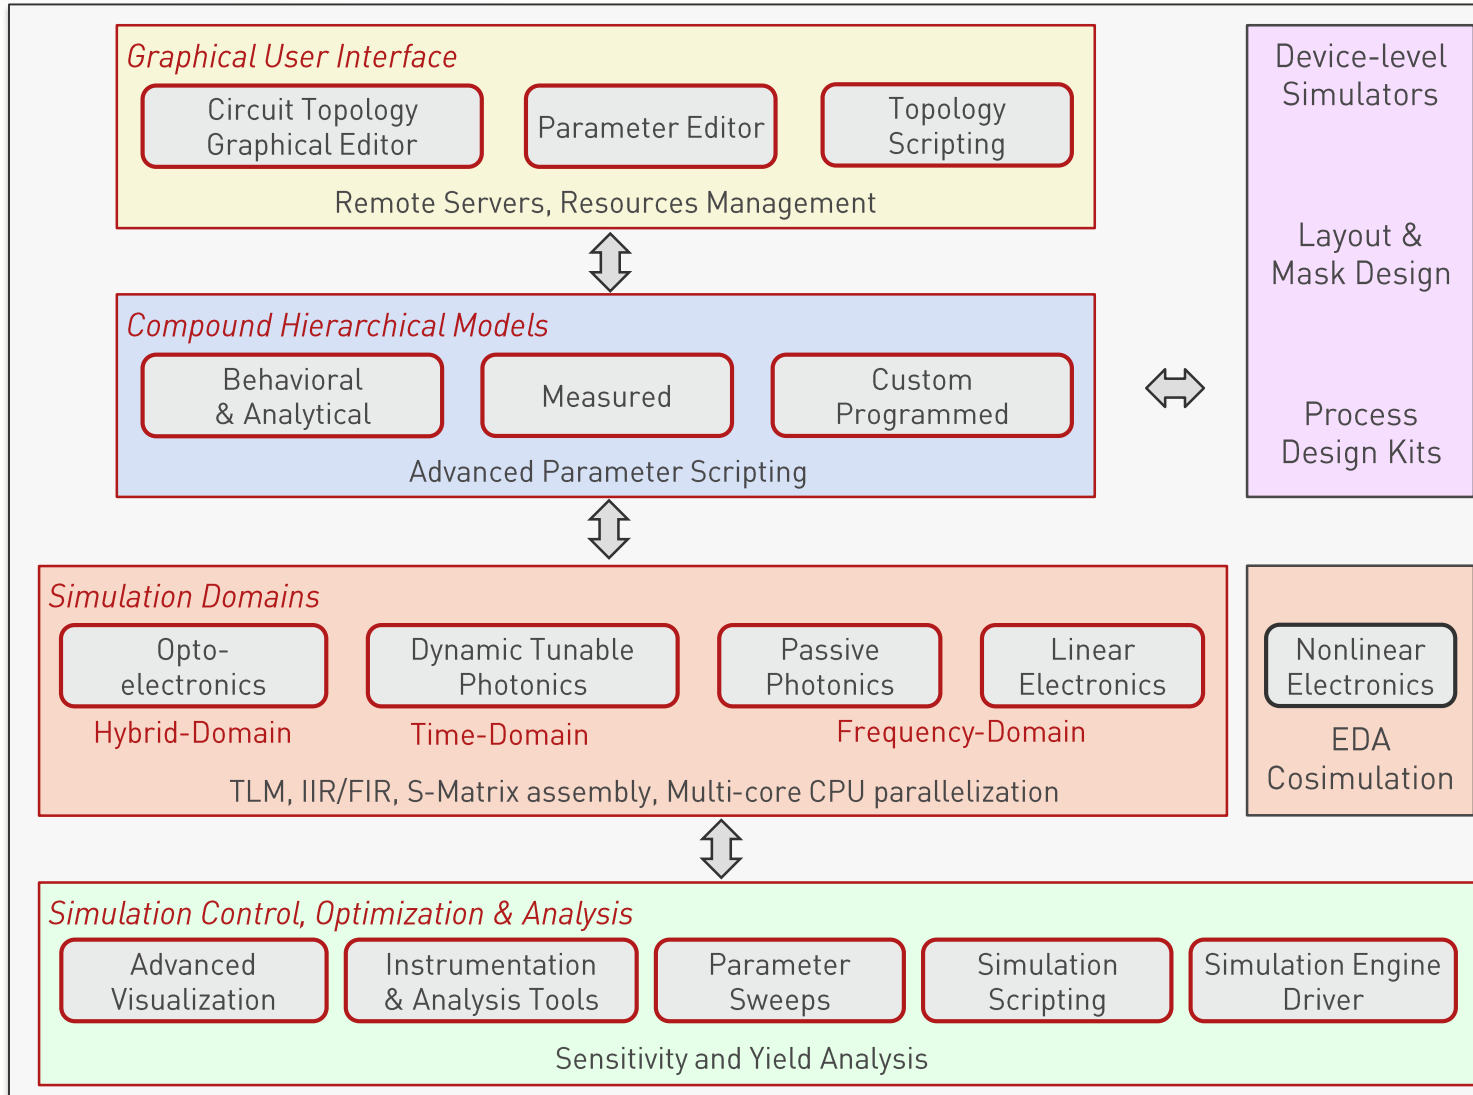 Graphical User Interface
Circuit Topology
Graphical Editor
Parameter Editor
Topology
Scripting
Remote Servers, Resources Management
Device-level
Simulators
Layout &
Mask Design
Process
Design Kits
Compound Hierarchical Models
Behavioral
& Analytical
Measured
Custom
Programmed
Advanced Parameter Scripting
Simulation Domains
Opto-
electronics
Hybrid-Domain
Dynamic Tunable
Photonics
Time-Domain
Passive
Photonics
Linear
Electronics
Frequency-Domain
TLM, IIR/FIR, S-Matrix assembly, Multi-core CPU parallelization
Nonlinear
Electronics
EDA
Cosimulation
Simulation Control, Optimization & Analysis
Advanced
Visualization
Instrumentation
& Analysis Tools
Parameter
Sweeps
Simulation
Scripting
Simulation Engine
Driver
Sensitivity and Yield Analysis